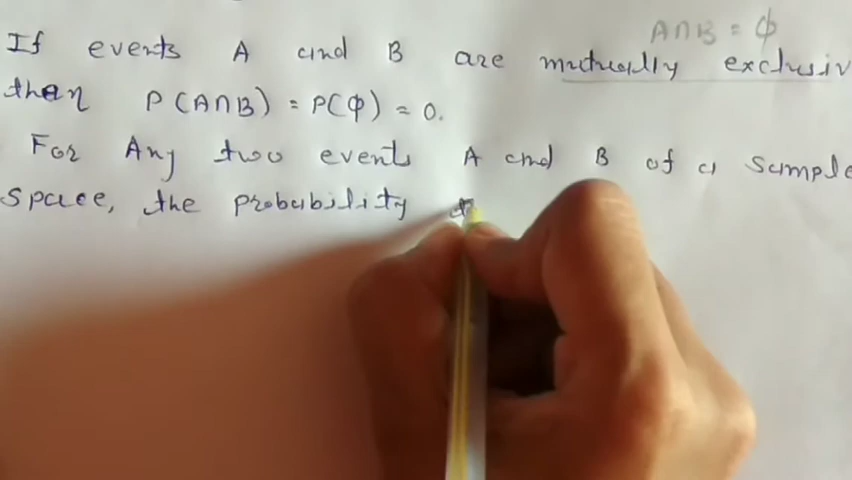 A∩B = ϕ
If events A and B are mutually exclusiv
then P(A∩B) = P(ϕ) = 0.
For Any two events A and B of a sample
space, the probability